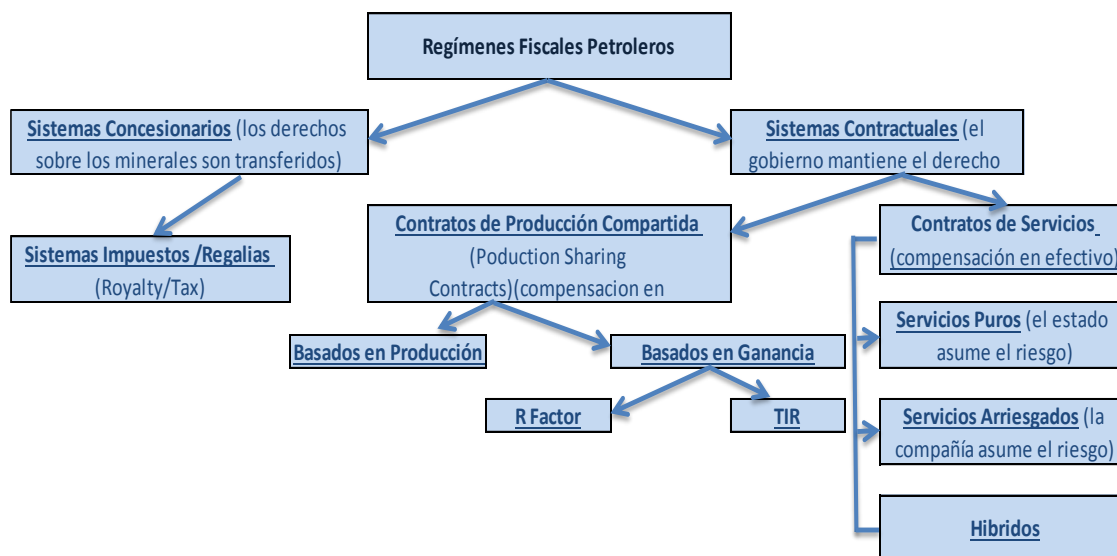 Regímenes Fiscales Petroleros
Sistemas Concesionarios (los derechos
sobre los minerales son transferidos)
Sistemas Contractuales (el
gobierno mantiene el derecho
Sistemas Impuestos /Regalias
(Royalty/Tax)
Contratos de Producción Compartida
(Poduction Sharing
Contracts)(compensacion en
Contratos de Servicios
(compensación en efectivo)
Basados en Producción
Basados en Ganancia
R Factor
TIR
Servicios Puros (el estado
asume el riesgo)
Servicios Arriesgados (la
compañía asume el riesgo)
Hibridos